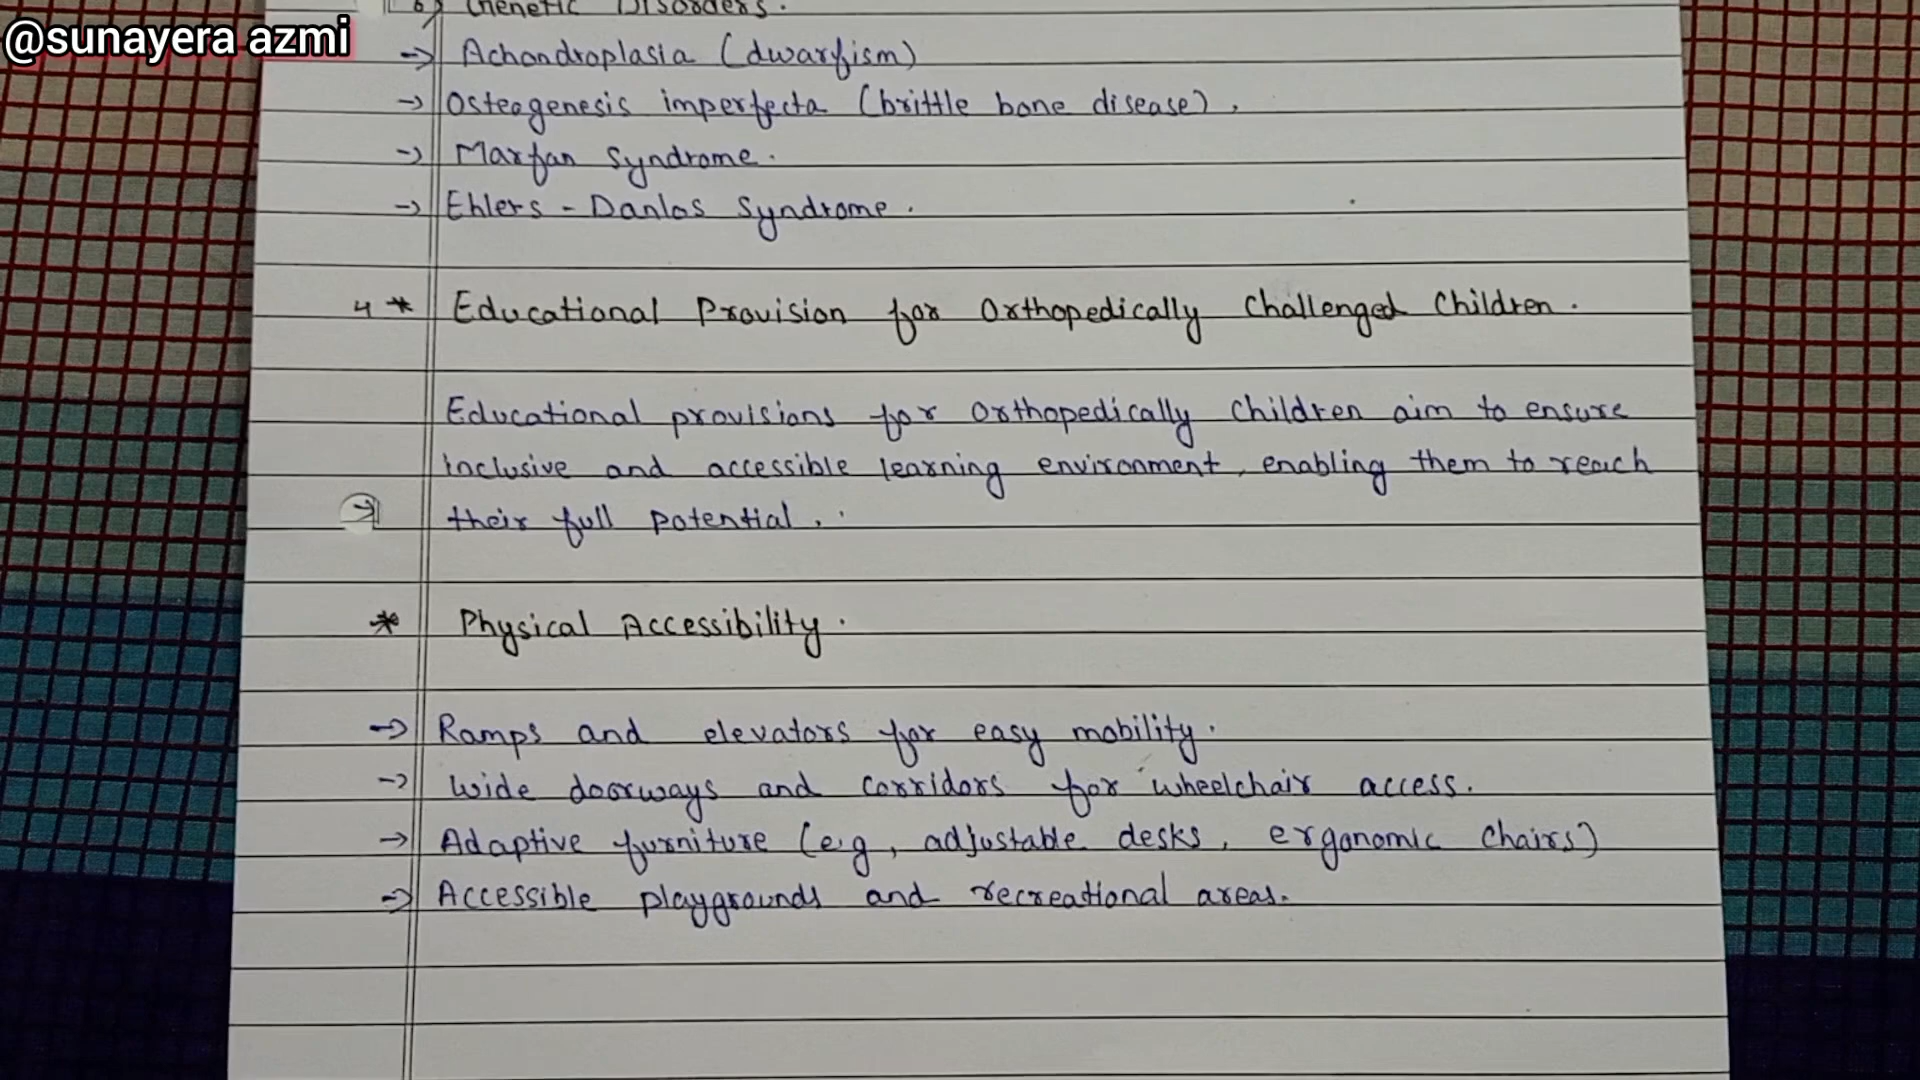 6) Genetic Disorders.
@sunayera azmi
→ Achondroplasia (dwarfism)
→ Osteogenesis imperfecta (brittle bone disease).
→ Marfan Syndrome.
→ Ehlers - Danlos Syndrome.
4 * Educational Provision for Orthopedically Challenged Children.
Educational provisions for orthopedically children aim to ensure
inclusive and accessible learning environment, enabling them to reach
→ their full potential.
* Physical Accessibility.
→ Ramps and elevators for easy mobility.
→ Wide doorways and corridors for wheelchair access.
→ Adaptive furniture (e.g, adjustable desks, ergonomic chairs)
→ Accessible playgrounds and recreational areas.